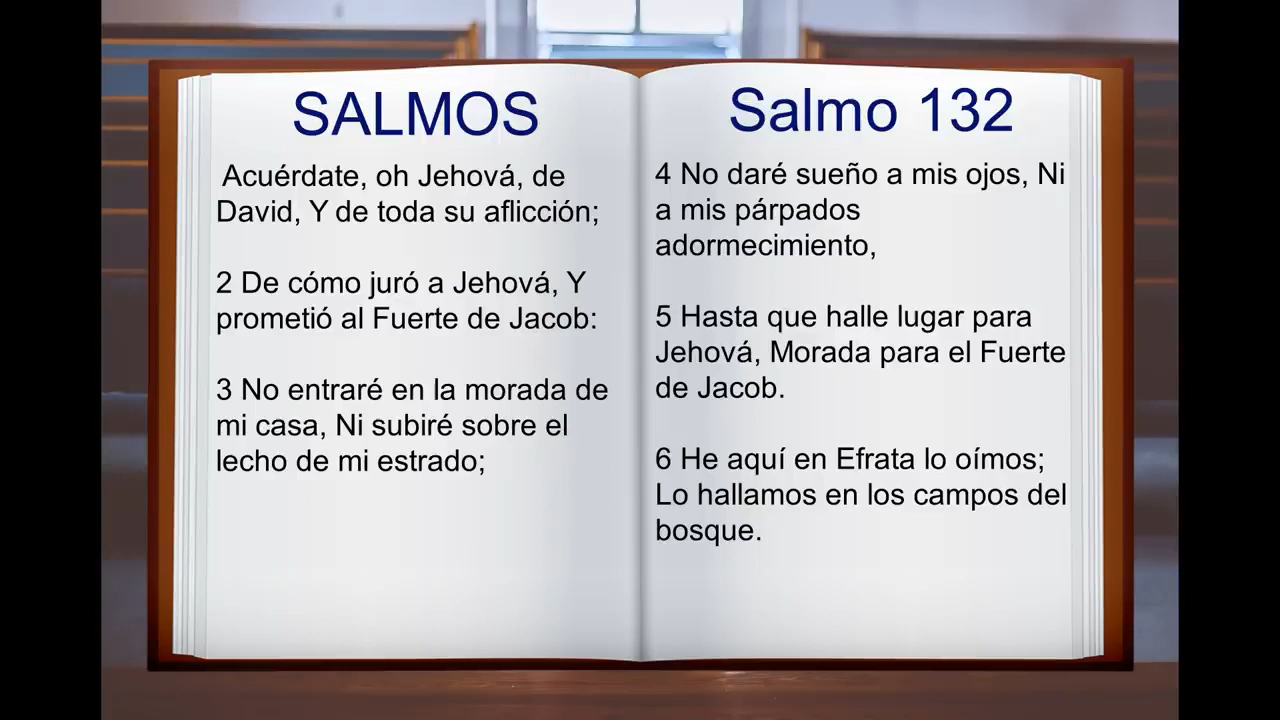 SALMOS
Acuérdate, oh Jehová, de
David, Y de toda su aflicción;
2 De cómo juró a Jehová, Y
prometió al Fuerte de Jacob:
3 No entraré en la morada de
mi casa, Ni subiré sobre el
lecho de mi estrado;
Salmo 132
4 No daré sueño a mis ojos, Ni
a mis párpados
adormecimiento,
5 Hasta que halle lugar para
Jehová, Morada para el Fuerte
de Jacob.
6 He aquí en Efrata lo oímos;
Lo hallamos en los campos del
bosque.